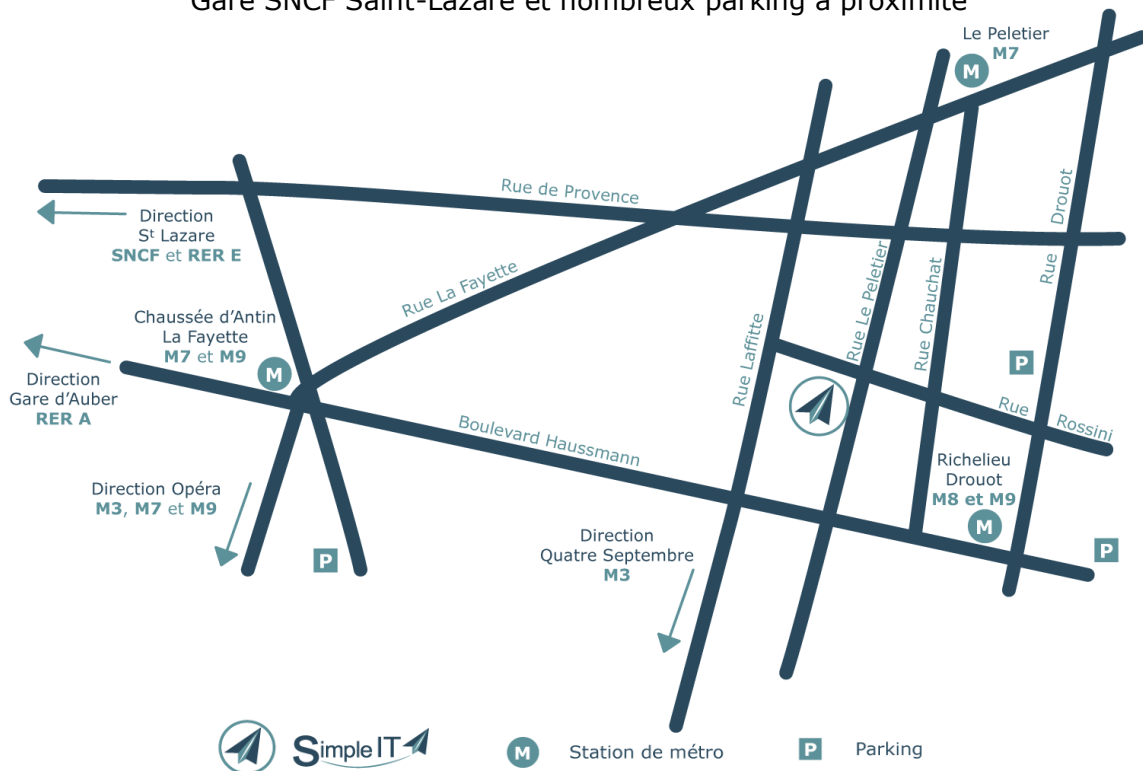 Gare SNCF Saint-Lazare et nombreux parking à proximité
Le Peletier
M7
M
Rue de Provence
Direction
St Lazare
SNCF et RER E
Rue Drouot
Rue La Fayette
Rue Le Peletier
Rue Chauchat
Chaussée d'Antin
La Fayette
M7 et M9
M
Rue Laffitte
P
Direction
Gare d'Auber
RER A
Rue Rossini
Boulevard Haussmann
Richelieu
Drouot
M8 et M9
M
Direction Opéra
M3, M7 et M9
P
Direction
Quatre Septembre
M3
P
Simple IT
M
Station de métro
P
Parking